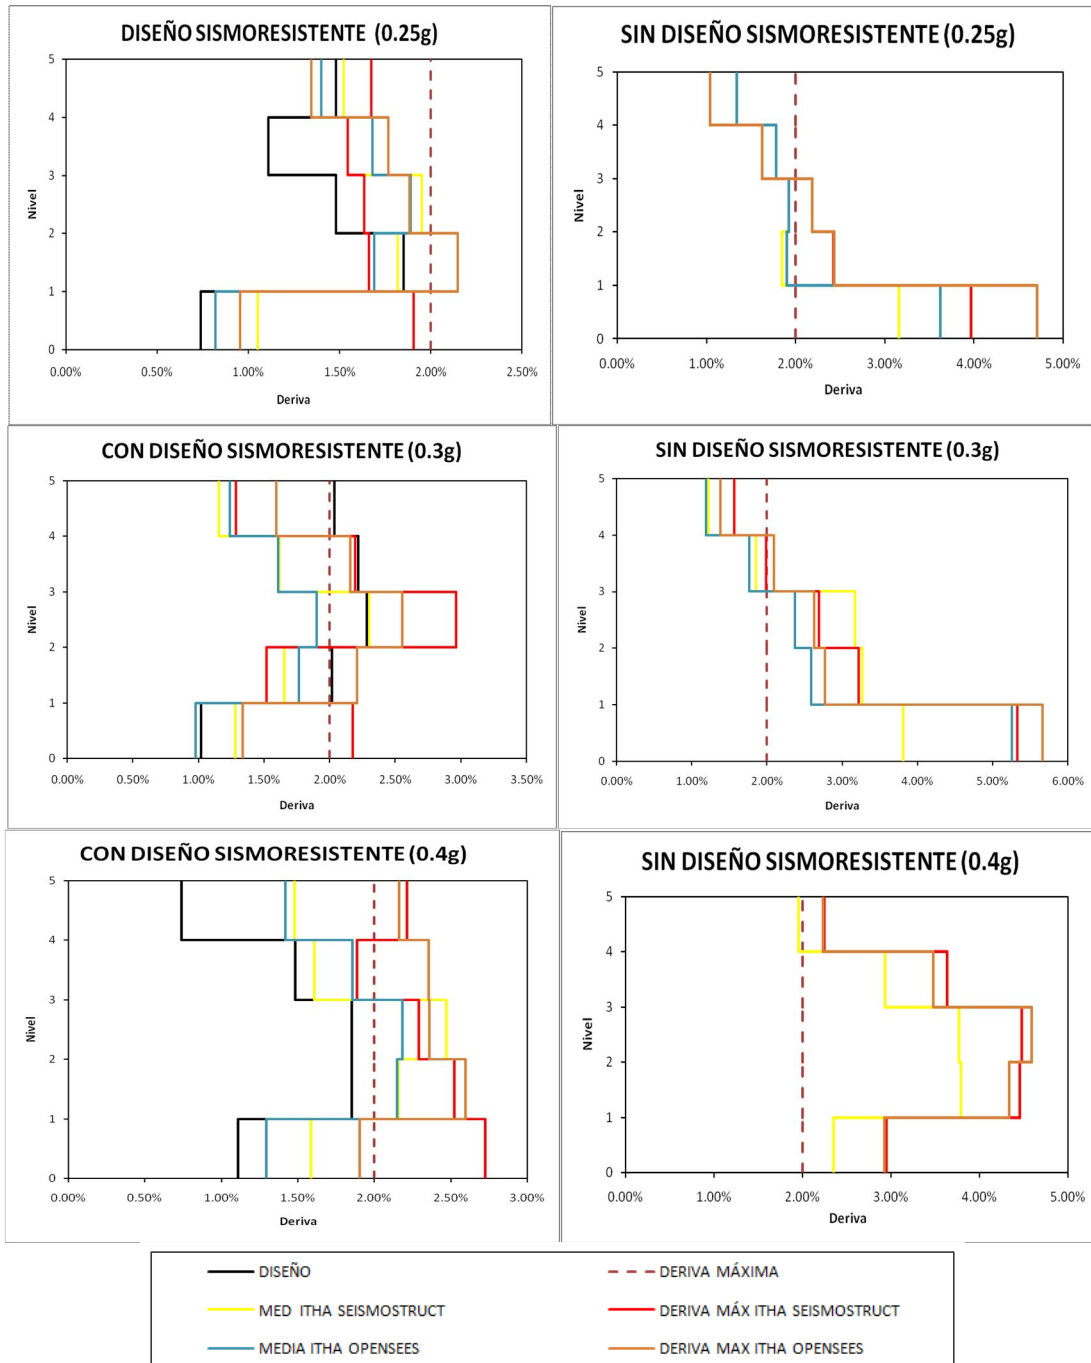 DISEÑO SISMORESISTENTE (0.25g)
5
4
3
2
1
0
Nivel
0.00% 0.50% 1.00% 1.50% 2.00% 2.50%
Deriva
SIN DISEÑO SISMORESISTENTE (0.25g)
5
4
3
2
1
0
Nivel
0.00% 1.00% 2.00% 3.00% 4.00% 5.00%
Deriva
CON DISEÑO SISMORESISTENTE (0.3g)
5
4
3
2
1
0
Nivel
0.00% 0.50% 1.00% 1.50% 2.00% 2.50% 3.00% 3.50%
Deriva
SIN DISEÑO SISMORESISTENTE (0.3g)
5
4
3
2
1
0
Nivel
0.00% 1.00% 2.00% 3.00% 4.00% 5.00% 6.00%
Deriva
CON DISEÑO SISMORESISTENTE (0.4g)
5
4
3
2
1
0
Nivel
0.00% 0.50% 1.00% 1.50% 2.00% 2.50% 3.00%
Deriva
SIN DISEÑO SISMORESISTENTE (0.4g)
5
4
3
2
1
0
Nivel
0.00% 1.00% 2.00% 3.00% 4.00% 5.00%
Deriva
DISEÑO
DERIVA MÁXIMA
MED ITHA SEISMOSTRUCT
DERIVA MÁX ITHA SEISMOSTRUCT
MEDIA ITHA OPENSEES
DERIVA MAX ITHA OPENSEES